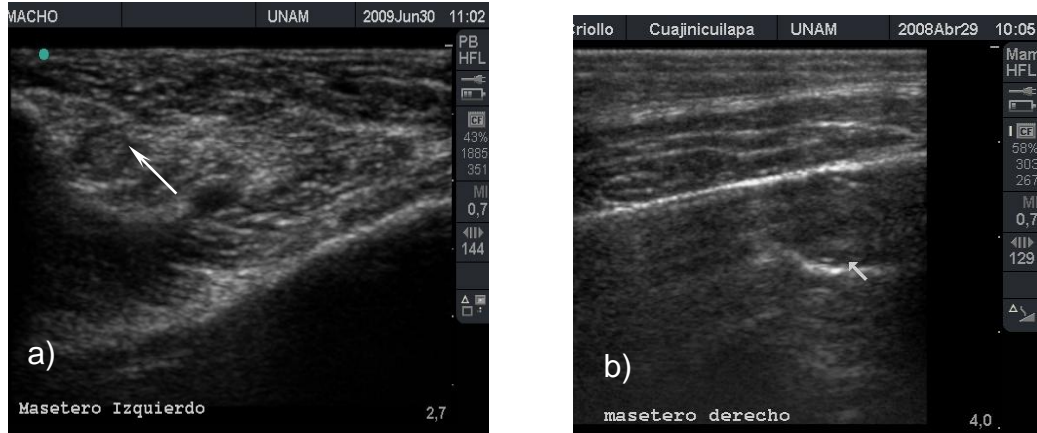 MACHO UNAM 2009Jun30 11:02
PB
HFL
CF
43%
1885
351
MI
0,7
144
a)
Masetero Izquierdo
2,7
Criollo Cuajinicuilapa UNAM 2008Abr29 10:05
Mam
HFL
CF
58%
303
267
MI
0,7
129
b)
masetero derecho
4,0